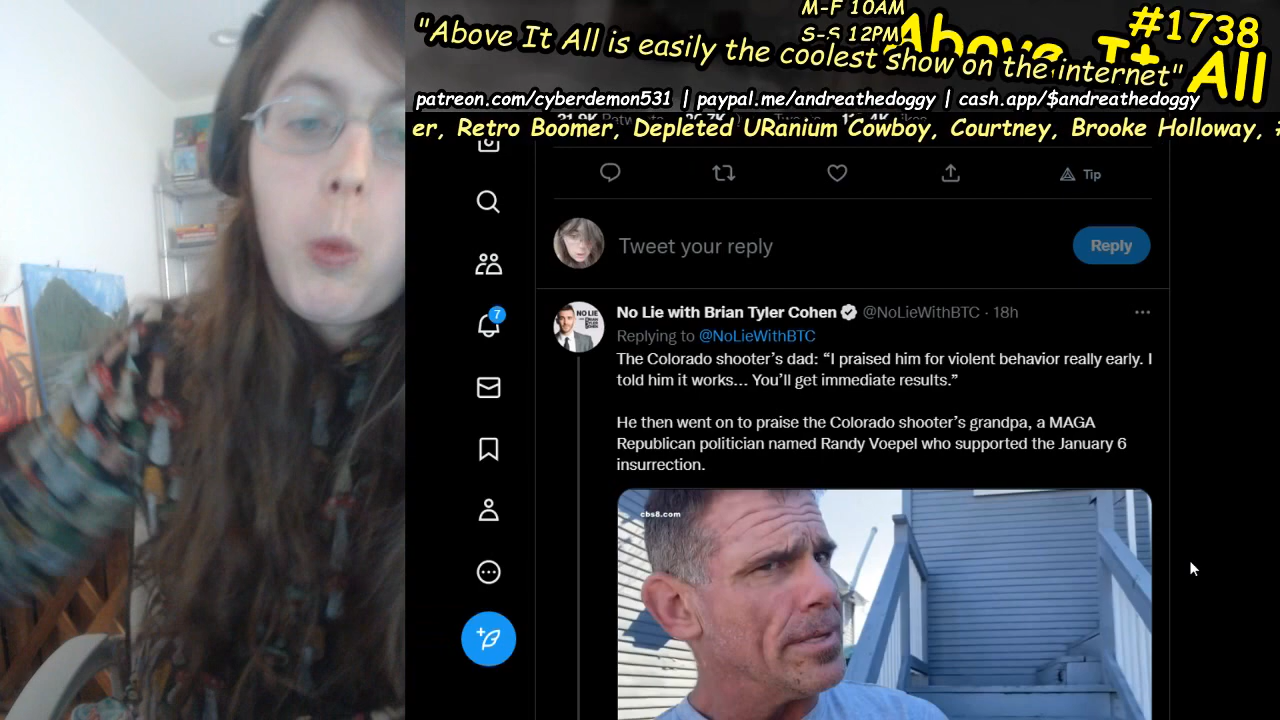 M-F 10AM
S-S 12PM
#1738
Above It All
"Above It All is easily the coolest show on the internet"
patreon.com/cyberdemon531 | paypal.me/andreathedoggy | cash.app/$andreathedoggy
er, Retro Boomer, Depleted URanium Cowboy, Courtney, Brooke Holloway,
Tip
Tweet your reply
Reply
No Lie with Brian Tyler Cohen @NoLieWithBTC · 18h
7
Replying to @NoLieWithBTC
The Colorado shooter's dad: “I praised him for violent behavior really early. I
told him it works... You'll get immediate results.”
He then went on to praise the Colorado shooter's grandpa, a MAGA
Republican politician named Randy Voepel who supported the January 6
insurrection.
cbs8.com